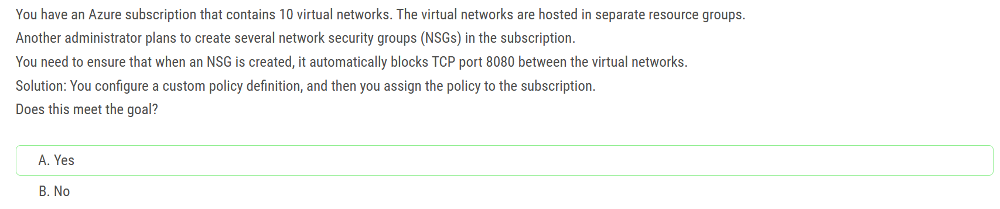 You have an Azure subscription that contains 10 virtual networks. The virtual networks are hosted in separate resource groups.
Another administrator plans to create several network security groups (NSGs) in the subscription.
You need to ensure that when an NSG is created, it automatically blocks TCP port 8080 between the virtual networks.
Solution: You configure a custom policy definition, and then you assign the policy to the subscription.
Does this meet the goal?
A. Yes
B. No